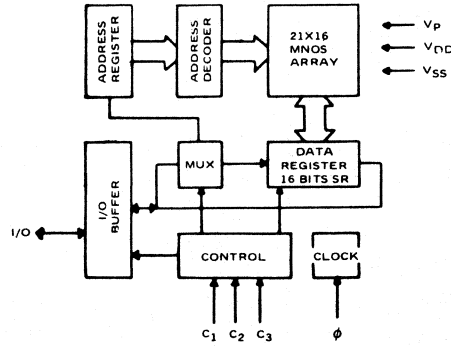 ADDRESS
REGISTER
ADDRESS
DECODER
21X16
MNOS
ARRAY
VP
VDD
VSS
MUX
DATA
REGISTER
16 BITS SR
I/O
I/O
BUFFER
CONTROL
CLOCK
C1
C2
C3
ϕ